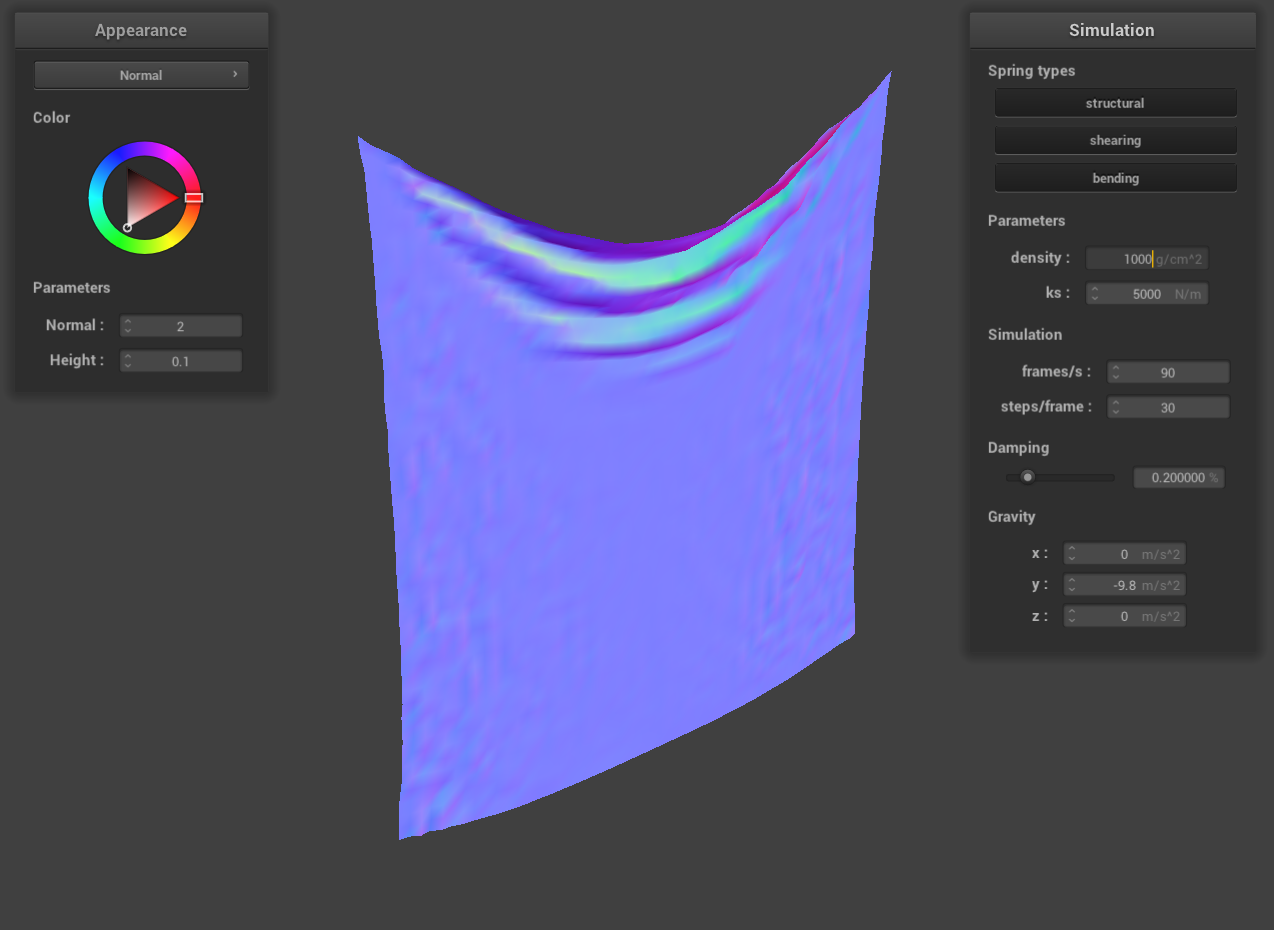 Appearance
Normal
Color
Parameters
Normal : 2
Height : 0.1
Simulation
Spring types
structural
shearing
bending
Parameters
density : 1000 g/cm^2
ks : 5000 N/m
Simulation
frames/s : 90
steps/frame : 30
Damping
0.200000 %
Gravity
x : 0 m/s^2
y : -9.8 m/s^2
z : 0 m/s^2